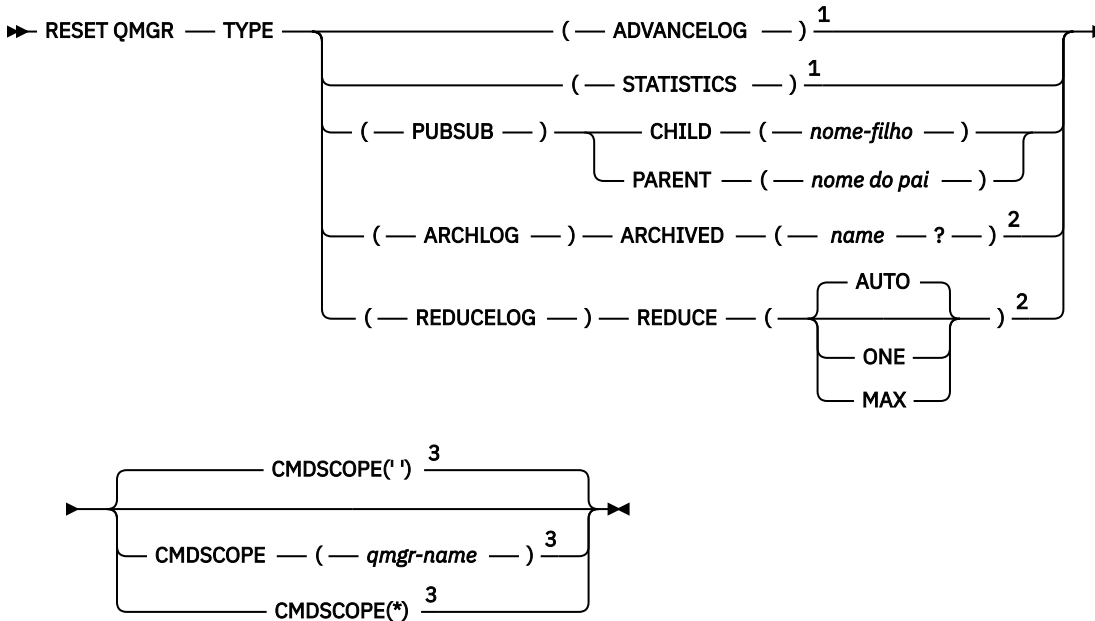 RESET QMGR TYPE ( ADVANCELOG ) 1
( STATISTICS ) 1
( PUBSUB ) CHILD ( nome-filho )
PARENT ( nome do pai )
( ARCHLOG ) ARCHIVED ( name ? ) 2
AUTO
( REDUCELOG ) REDUCE ( ) 2
ONE
MAX
CMDSCOPE(' ') 3
CMDSCOPE ( qmgr-name ) 3
CMDSCOPE(*) 3